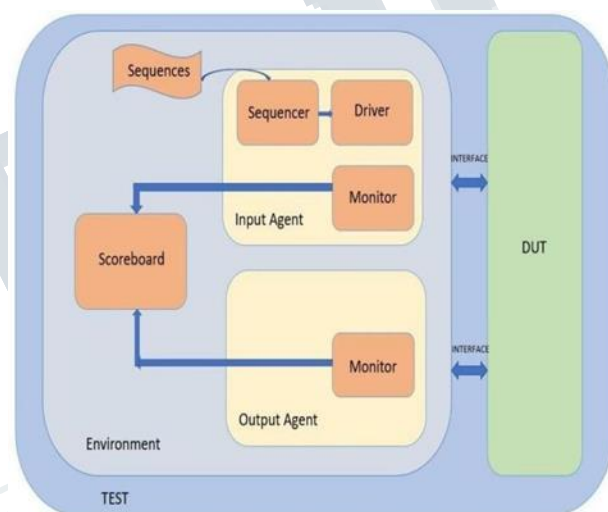 Sequences
Sequencer
Driver
INTERFACE
Monitor
Input Agent
Scoreboard
DUT
INTERFACE
Monitor
Output Agent
Environment
TEST